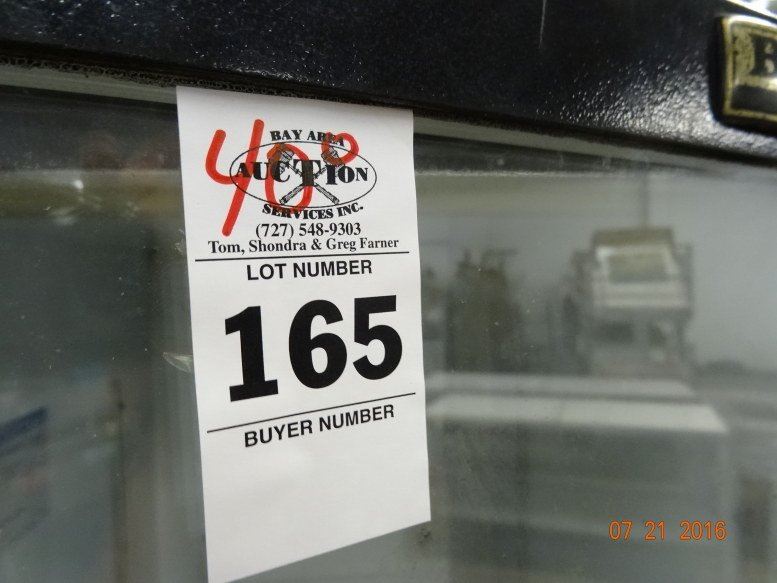 40°
BAY AREA
AUCTION
SERVICES INC.
(727) 548-9303
Tom, Shondra & Greg Farner
LOT NUMBER
165
BUYER NUMBER
07 21 2016